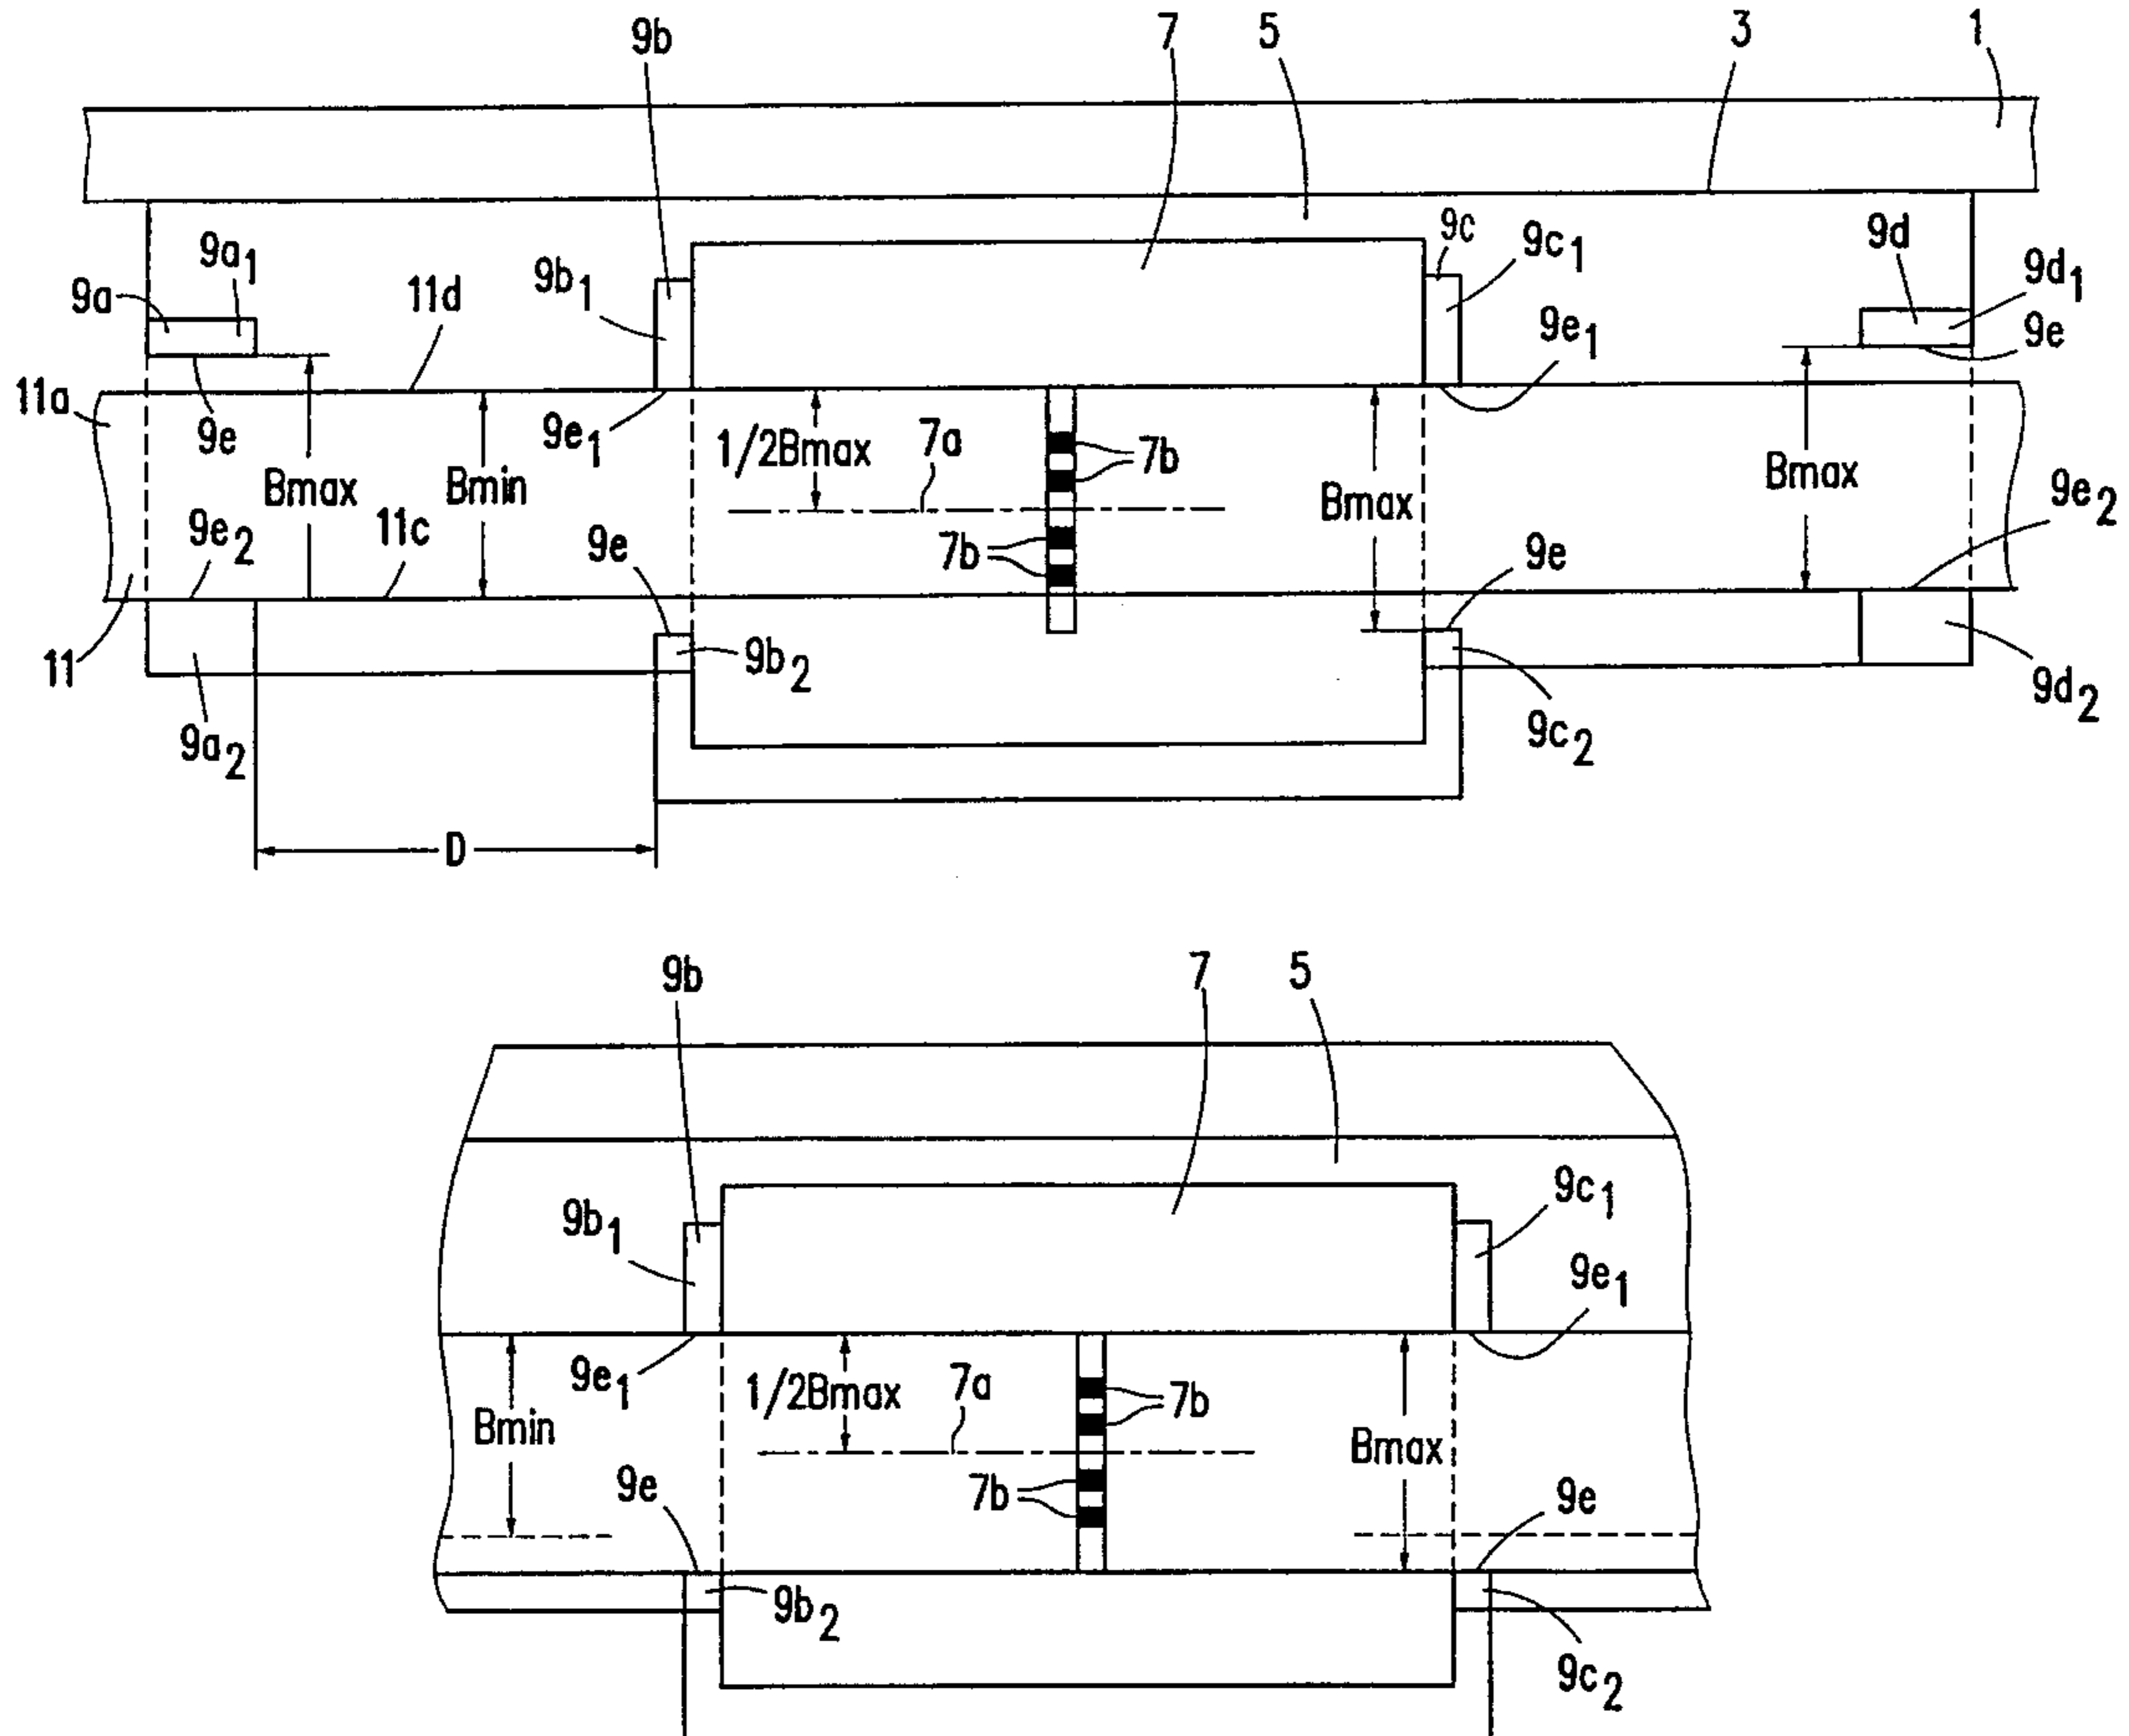 9b 7 5 3 1
9a1 9c 9c1 9d
9a 11d 9b1 9d1
9e1 9e
11a 9e 9e1 1/2Bmax 7a 7b
Bmax Bmin Bmax Bmax
9e2 11c 9e 7b 9e 9e2
11 9b2
9a2 9c2 9d2
D
9b 7 5
9b1 9c1
9e1
9e1 1/2Bmax 7a 7b
Bmin Bmax
9e 7b 9e
9b2
9c2